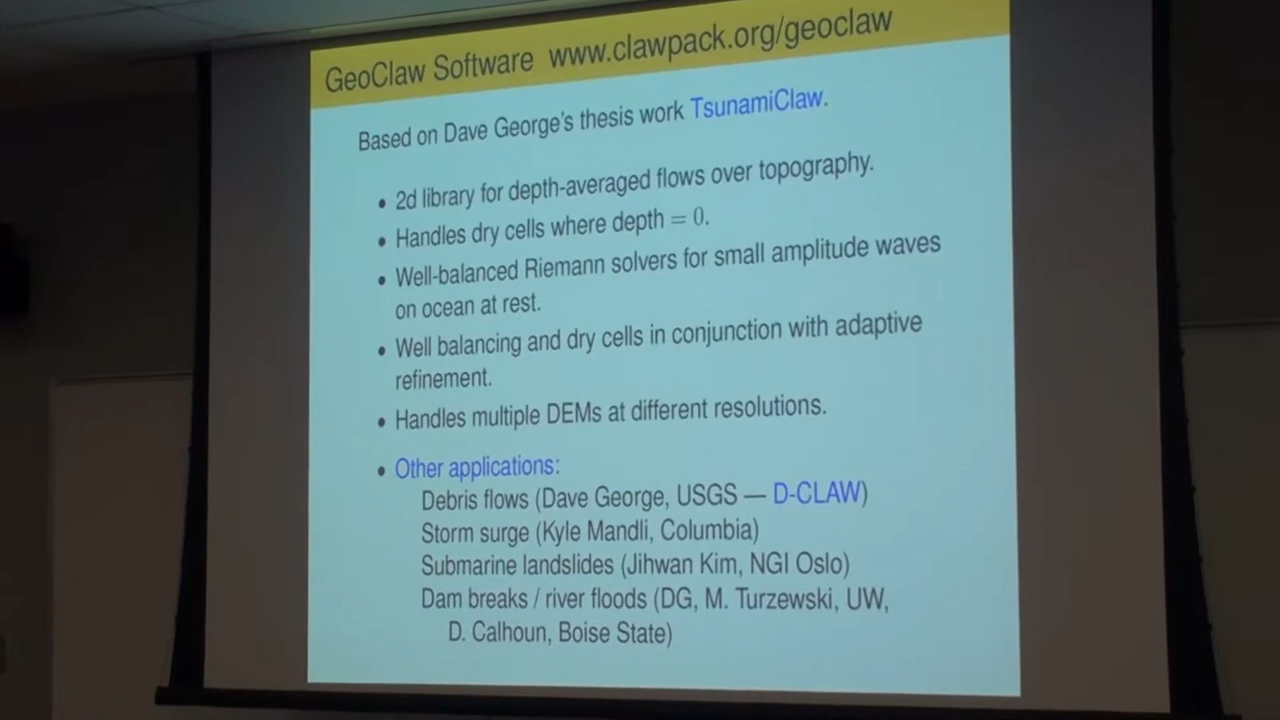 GeoClaw Software www.clawpack.org/geoclaw
Based on Dave George's thesis work TsunamiClaw.
• 2d library for depth-averaged flows over topography.
• Handles dry cells where depth = 0.
• Well-balanced Riemann solvers for small amplitude waves
on ocean at rest.
• Well balancing and dry cells in conjunction with adaptive
refinement.
• Handles multiple DEMs at different resolutions.
• Other applications:
Debris flows (Dave George, USGS — D-CLAW)
Storm surge (Kyle Mandli, Columbia)
Submarine landslides (Jihwan Kim, NGI Oslo)
Dam breaks / river floods (DG, M. Turzewski, UW,
D. Calhoun, Boise State)